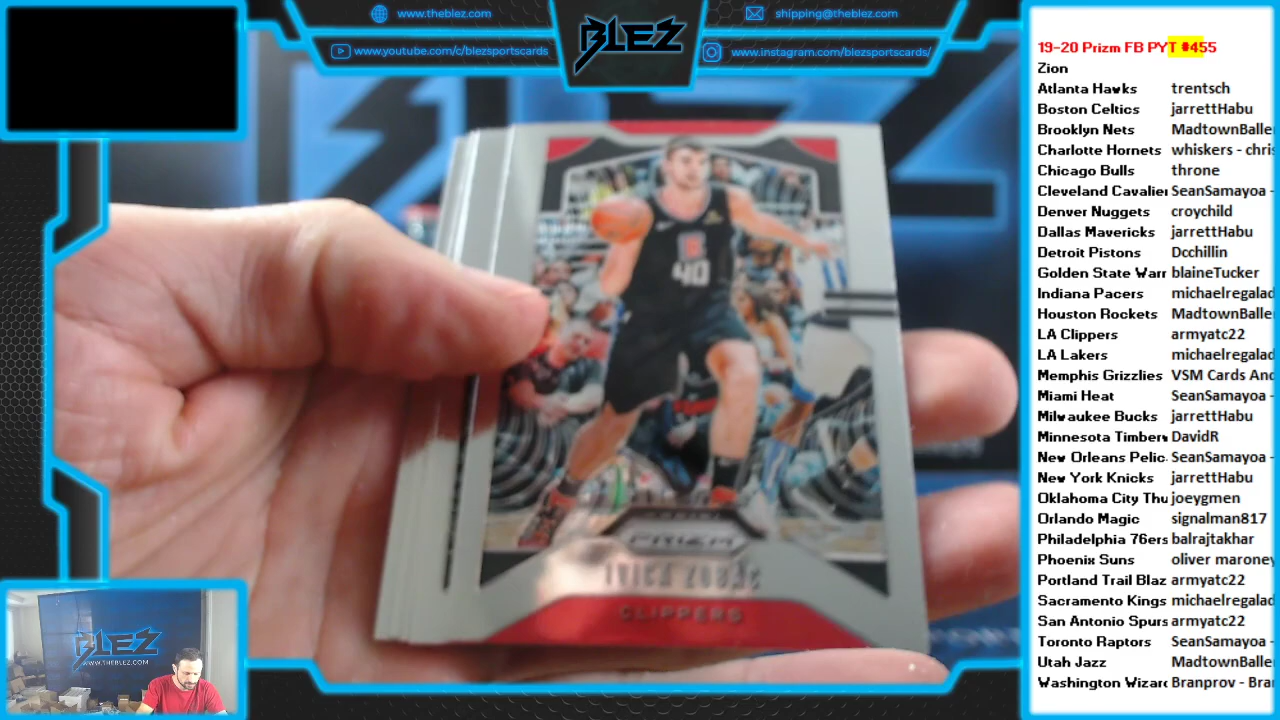 www.theblez.com
BLEZ
shipping@theblez.com
www.youtube.com/c/blezsportscards
www.instagram.com/blezsportscards/
40
PRIZM
IVICA ZUBAC
CLIPPERS
BLEZ
WWW.THEBLEZ.COM
19-20 Prizm FB PYT #455
Zion
Atlanta Hawks trentsch
Boston Celtics jarrettHabu
Brooklyn Nets MadtownBalle
Charlotte Hornets whiskers - chris
Chicago Bulls throne
Cleveland Cavalier SeanSamayoa -
Denver Nuggets croychild
Dallas Mavericks jarrettHabu
Detroit Pistons Dcchillin
Golden State Warr blaineTucker
Indiana Pacers michaelregalad
Houston Rockets MadtownBalle
LA Clippers armyatc22
LA Lakers michaelregalad
Memphis Grizzlies VSM Cards And
Miami Heat SeanSamayoa -
Milwaukee Bucks jarrettHabu
Minnesota Timberw DavidR
New Orleans Pelic SeanSamayoa -
New York Knicks jarrettHabu
Oklahoma City Thu joeygmen
Orlando Magic signalman817
Philadelphia 76ers balrajtakhar
Phoenix Suns oliver maroney
Portland Trail Blaz armyatc22
Sacramento Kings michaelregalad
San Antonio Spurs armyatc22
Toronto Raptors SeanSamayoa -
Utah Jazz MadtownBalle
Washington Wizard Branprov - Bra